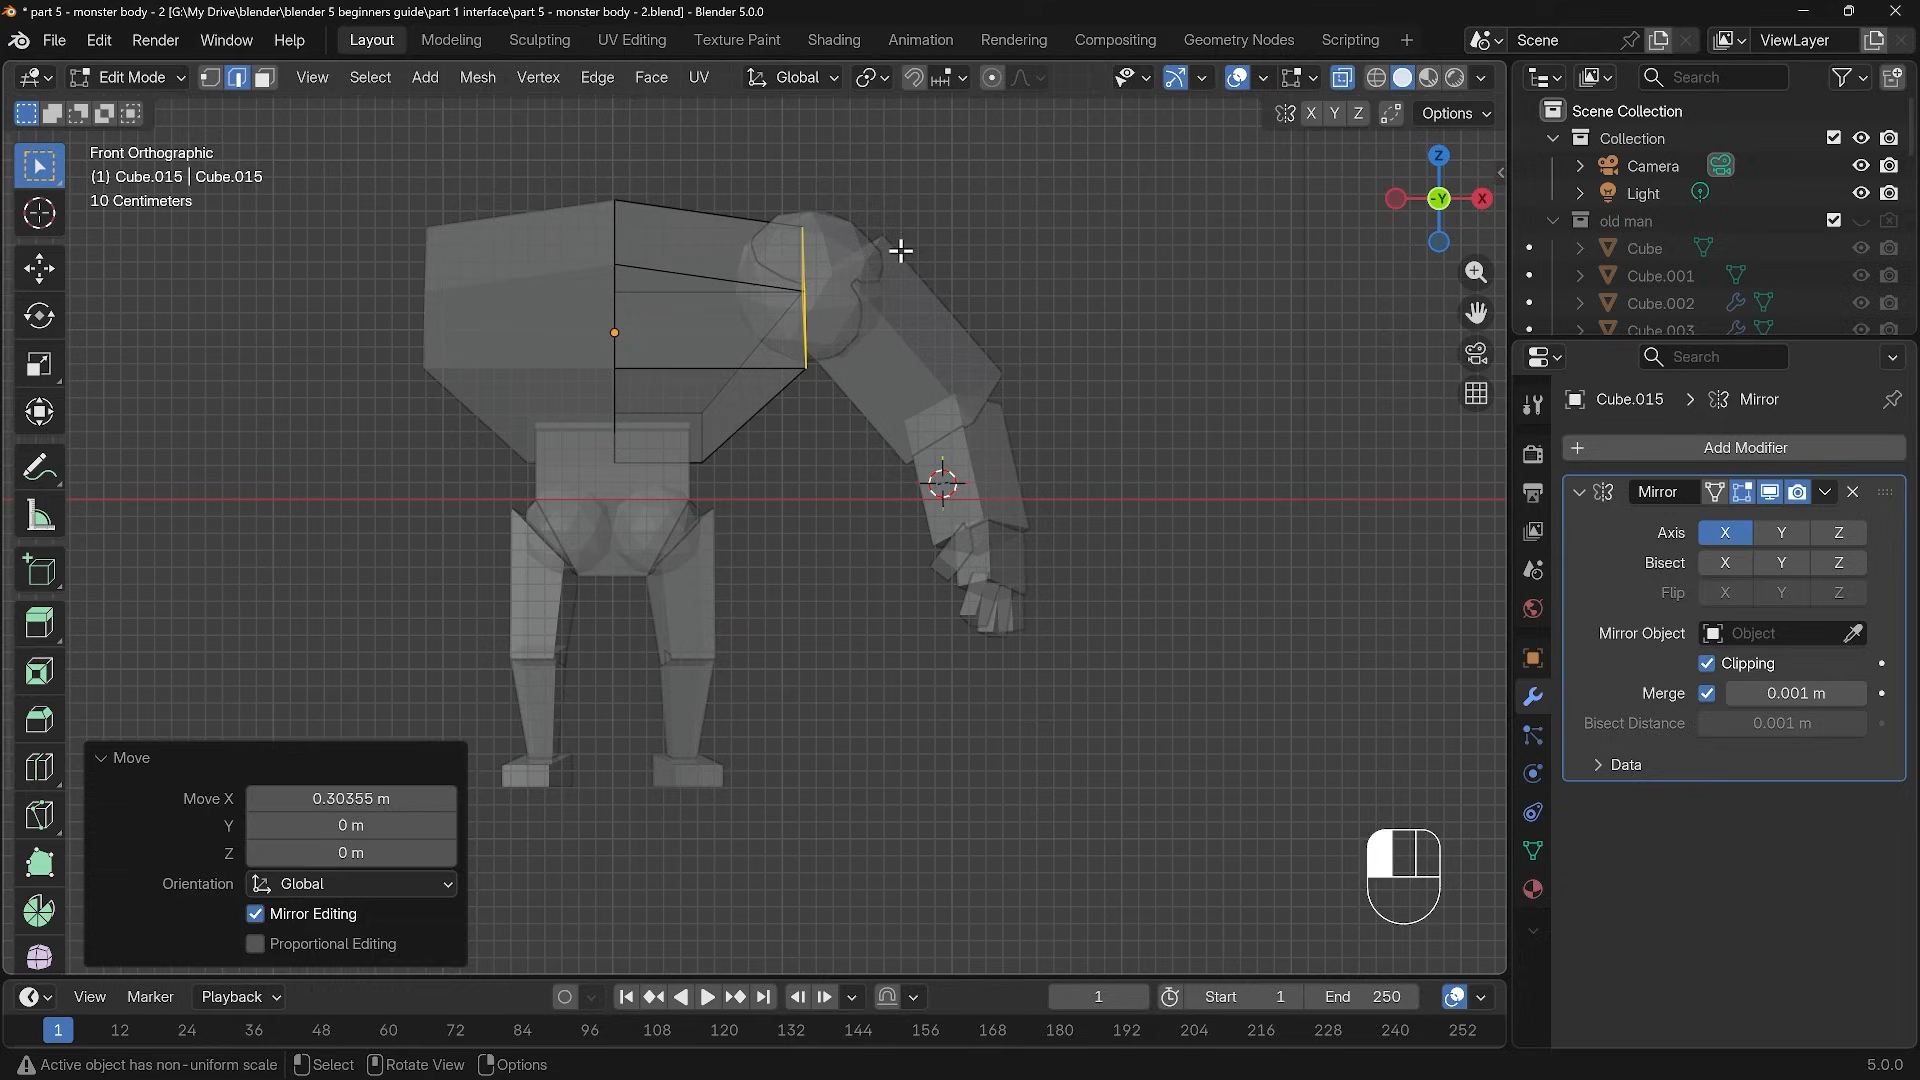 * part 5 - monster body - 2 [G:\My Drive\blender\blender 5 beginners guide\part 1 interface\part 5 - monster body - 2.blend] - Blender 5.0.0
File Edit Render Window Help Layout Modeling Sculpting UV Editing Texture Paint Shading Animation Rendering Compositing Geometry Nodes Scripting + Scene ViewLayer
Edit Mode View Select Add Mesh Vertex Edge Face UV Global Search
X Y Z Options
Front Orthographic
(1) Cube.015 | Cube.015
10 Centimeters
Z
-Y
X
Scene Collection
Collection
Camera
Light
old man
Cube
Cube.001
Cube.002
Cube.003
Search
Cube.015 > Mirror
+ Add Modifier
Mirror
Axis X Y Z
Bisect X Y Z
Flip X Y Z
Mirror Object Object
Clipping
Merge 0.001 m
Bisect Distance 0.001 m
Data
Move
Move X 0.30355 m
Y 0 m
Z 0 m
Orientation Global
Mirror Editing
Proportional Editing
View Marker Playback 1 Start 1 End 250
1 12 24 36 48 60 72 84 96 108 120 132 144 156 168 180 192 204 216 228 240 252
Active object has non-uniform scale Select Rotate View Options 5.0.0